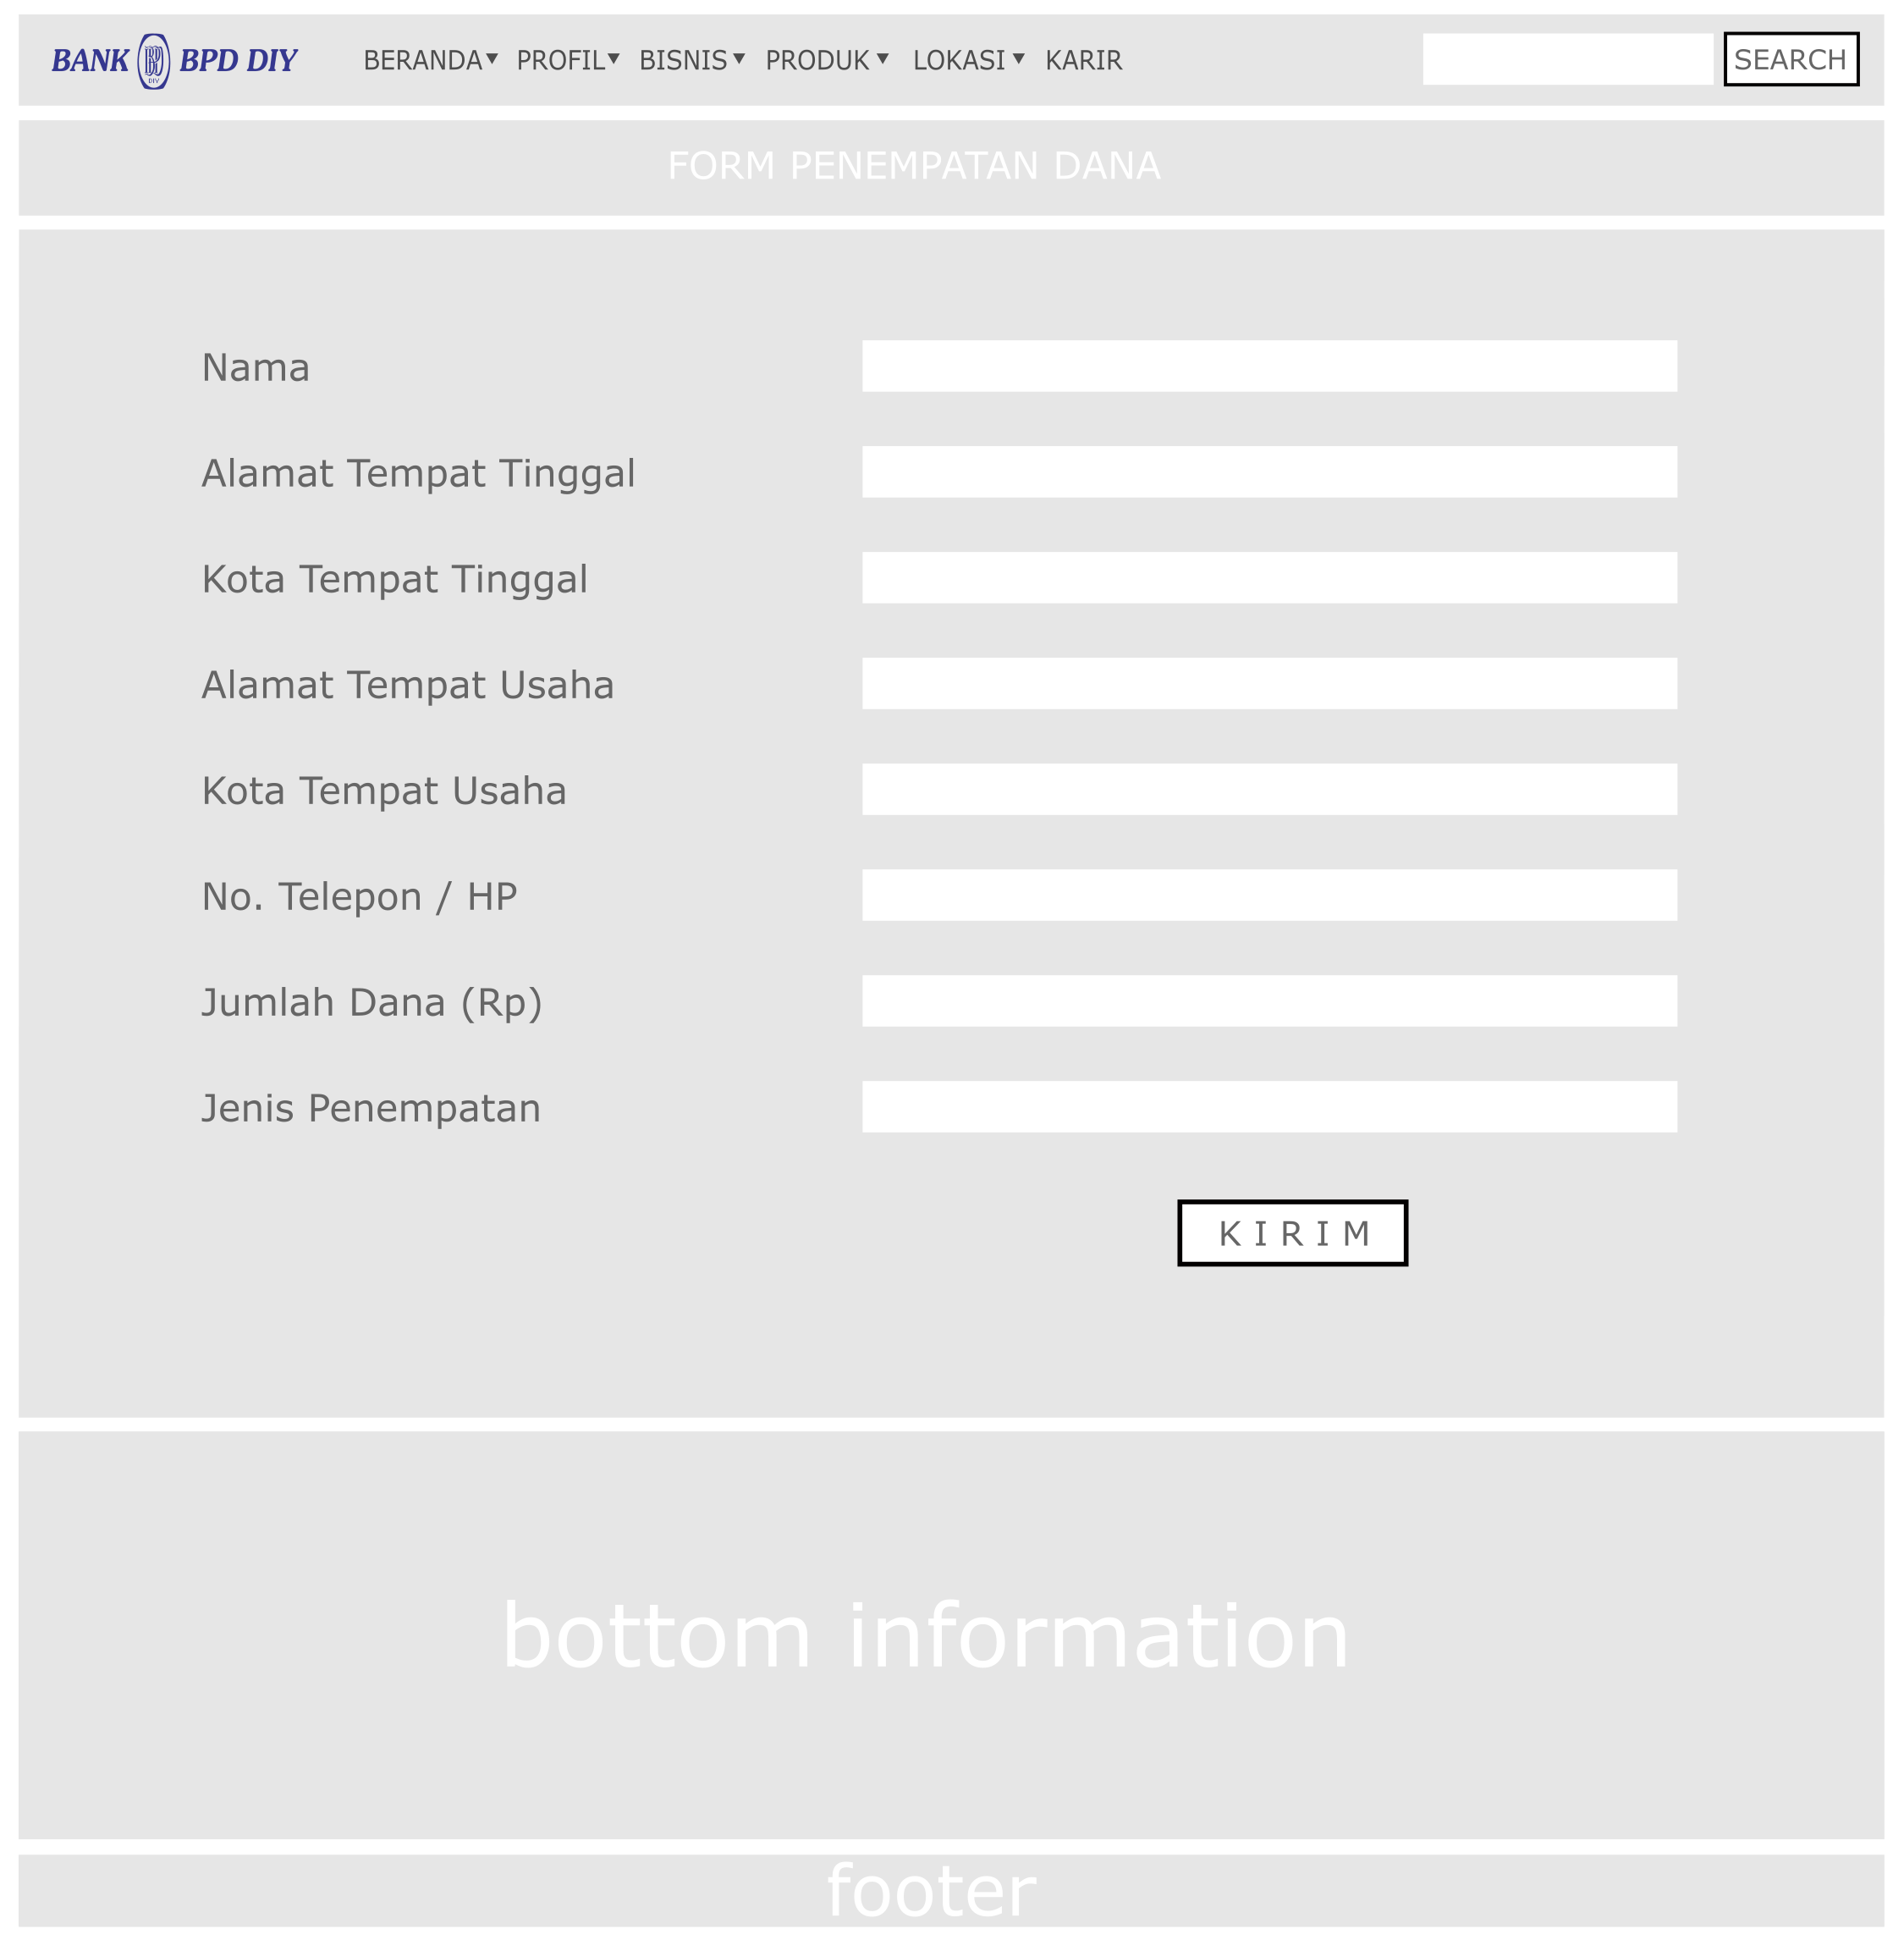 BANK BPD DIY
BERANDA PROFIL BISNIS PRODUK LOKASI KARIR SEARCH
FORM PENEMPATAN DANA
Nama
Alamat Tempat Tinggal
Kota Tempat Tinggal
Alamat Tempat Usaha
Kota Tempat Usaha
No. Telepon / HP
Jumlah Dana (Rp)
Jenis Penempatan
KIRIM
bottom information
footer